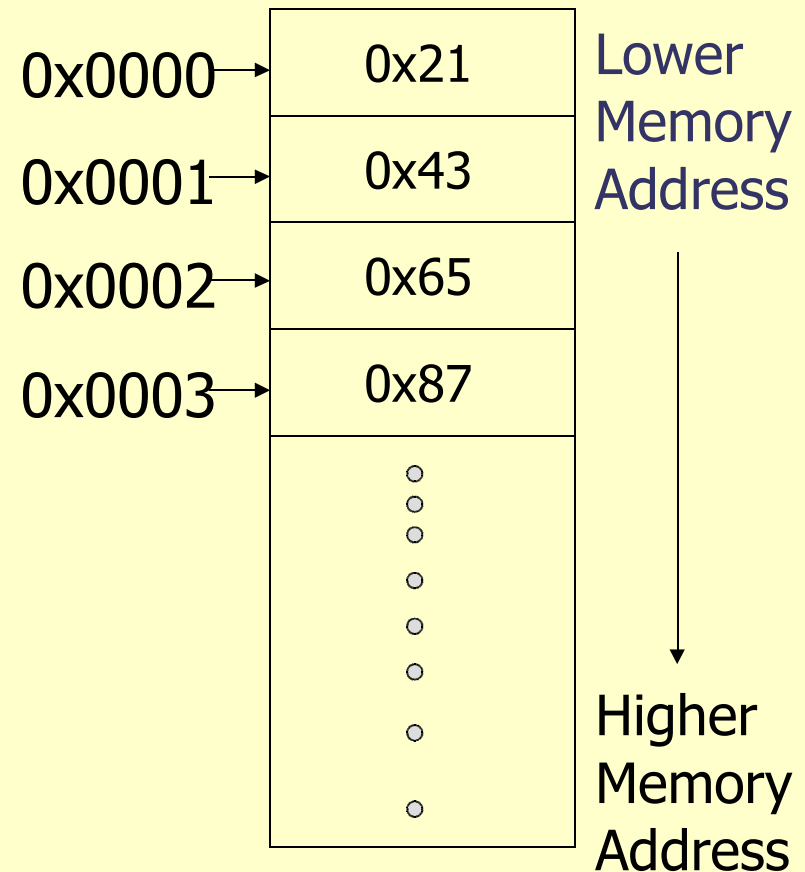 0x0000
0x21
Lower
Memory
Address
0x0001
0x43
0x0002
0x65
0x0003
0x87
Higher
Memory
Address